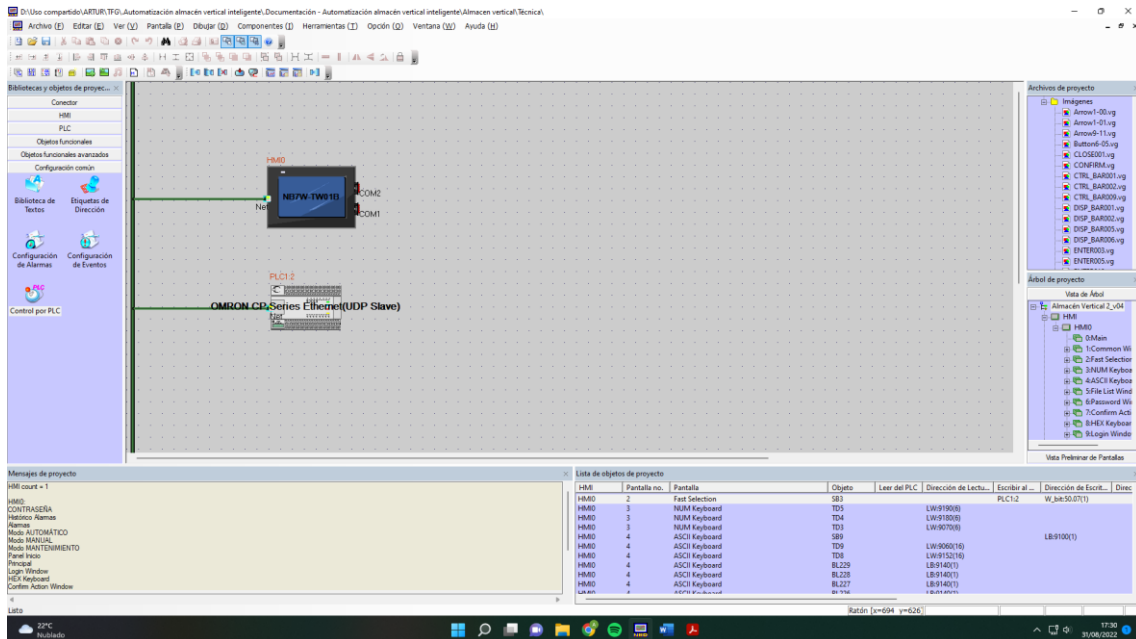 D:\Uso compartido\ARTUR\TFG\.Automatización almacén vertical inteligente\.Documentación - Automatización almacén vertical inteligente\Almacen vertical\Técnica\
Archivo (F) Editar (E) Ver (V) Pantalla (P) Dibujar (D) Componentes (I) Herramientas (T) Opción (O) Ventana (W) Ayuda (H)
Bibliotecas y objetos de proyec...
Conector
HMI
PLC
Objetos funcionales
Objetos funcionales avanzados
Configuración común
Biblioteca de Textos
Etiquetas de Dirección
Configuración de Alarmas
Configuración de Eventos
PLC
Control por PLC
HMI0
NB7W-TW01B
COM2
COM1
Net
PLC1:2
OMRON CP Series Ethernet(UDP Slave)
Net
Archivos de proyecto
Imágenes
Arrow1-00.vg
Arrow1-01.vg
Arrow9-11.vg
Button6-05.vg
CLOSE001.vg
CONFIRM.vg
CTRL_BAR001.vg
CTRL_BAR002.vg
CTRL_BAR009.vg
DISP_BAR001.vg
DISP_BAR002.vg
DISP_BAR005.vg
DISP_BAR006.vg
ENTER003.vg
ENTER005.vg
Árbol de proyecto
Vista de Árbol
Almacén Vertical 2_v04
HMI
HMI0
0:Main
1:Common Wi
2:Fast Selection
3:NUM Keyboa
4:ASCII Keyboa
5:File List Wind
6:Password Wi
7:Confirm Acti
8:HEX Keyboar
9:Login Windo
Vista Preliminar de Pantallas
Mensajes de proyecto
HMI count = 1
HMI0:
CONTRASEÑA
Histórico Alarmas
Alarmas
Modo AUTOMÁTICO
Modo MANUAL
Modo MANTENIMIENTO
Panel Inicio
Principal
Login Window
HEX Keyboard
Confirm Action Window
Lista de objetos de proyecto
HMI Pantalla no. Pantalla Objeto Leer del PLC Dirección de Lectu... Escribir al ... Dirección de Escrit... Direc
HMI0 2 Fast Selection SB3 PLC1:2 W_bit:50.07(1)
HMI0 3 NUM Keyboard TD5 LW:9190(6)
HMI0 3 NUM Keyboard TD4 LW:9180(6)
HMI0 3 NUM Keyboard TD3 LW:9070(6)
HMI0 4 ASCII Keyboard SB9 LB:9100(1)
HMI0 4 ASCII Keyboard TD9 LW:9060(16)
HMI0 4 ASCII Keyboard TD8 LW:9152(16)
HMI0 4 ASCII Keyboard BL229 LB:9140(1)
HMI0 4 ASCII Keyboard BL228 LB:9140(1)
HMI0 4 ASCII Keyboard BL227 LB:9140(1)
HMI0 4 ASCII Keyboard BL226 LB:9140(1)
Listo
Ratón [x=694 y=626]
22°C
Nublado
17:30
31/08/2022